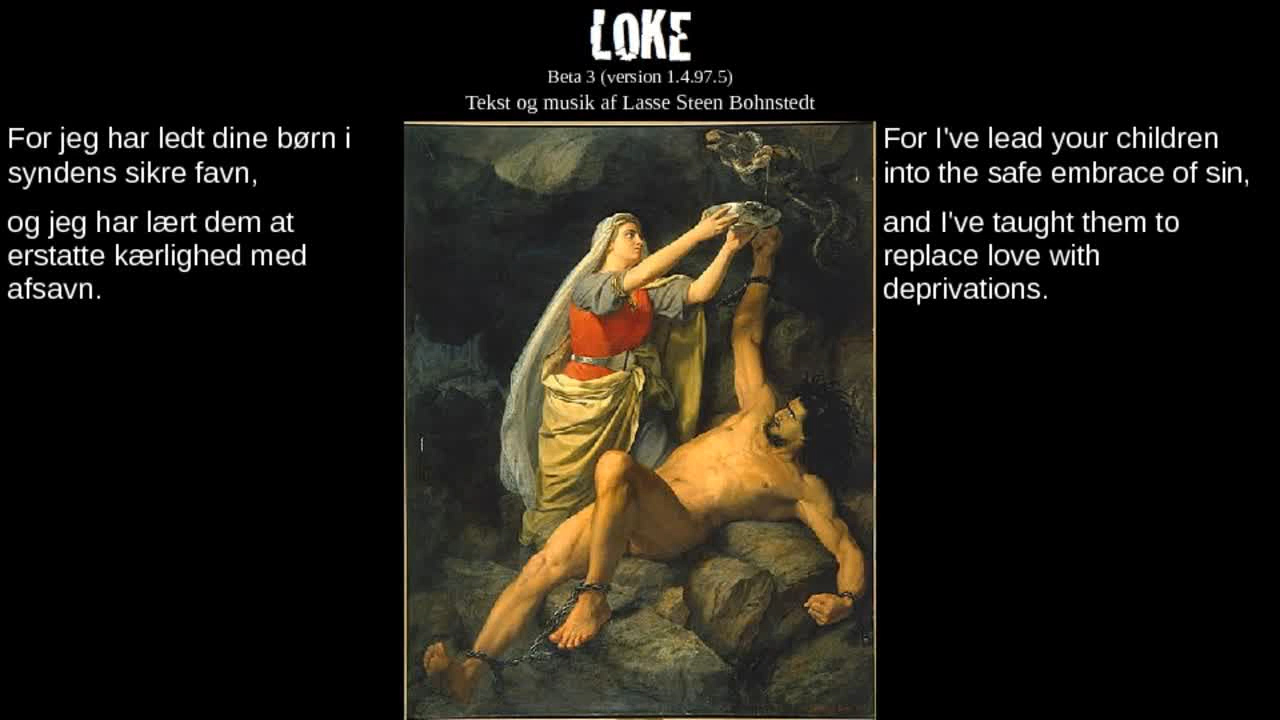 LOKE
Beta 3 (version 1.4.97.5)
Tekst og musik af Lasse Steen Bohnstedt
For jeg har ledt dine børn i
syndens sikre favn,
og jeg har lært dem at
erstatte kærlighed med
afsavn.
For I've lead your children
into the safe embrace of sin,
and I've taught them to
replace love with
deprivations.